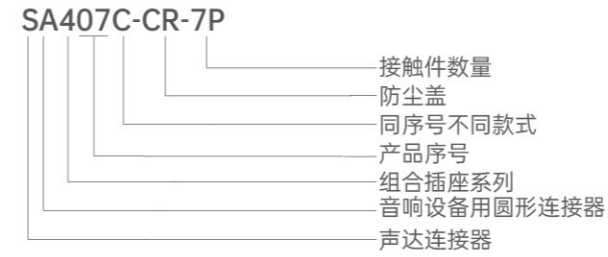 SA407C-CR-7P
接触件数量
防尘盖
同序号不同款式
产品序号
组合插座系列
音响设备用圆形连接器
声达连接器